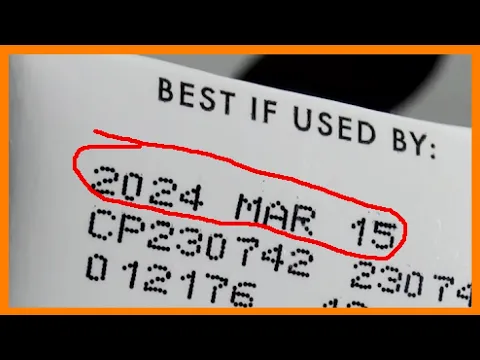 BEST IF USED BY:
2024 MAR 15
CP230742 23074
012176